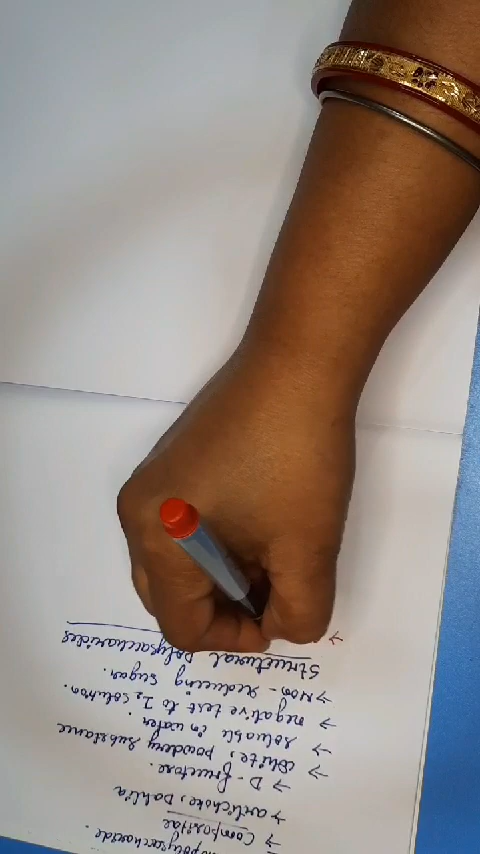 polysaccharide.
→ Compositae
→ artichoke, Dahlia
→ D-fructose.
→ White, powdery substance
→ soluable in water.
→ negative test to I2 solution.
→ Non-reducing sugar.
Structural Polysaccharides
→